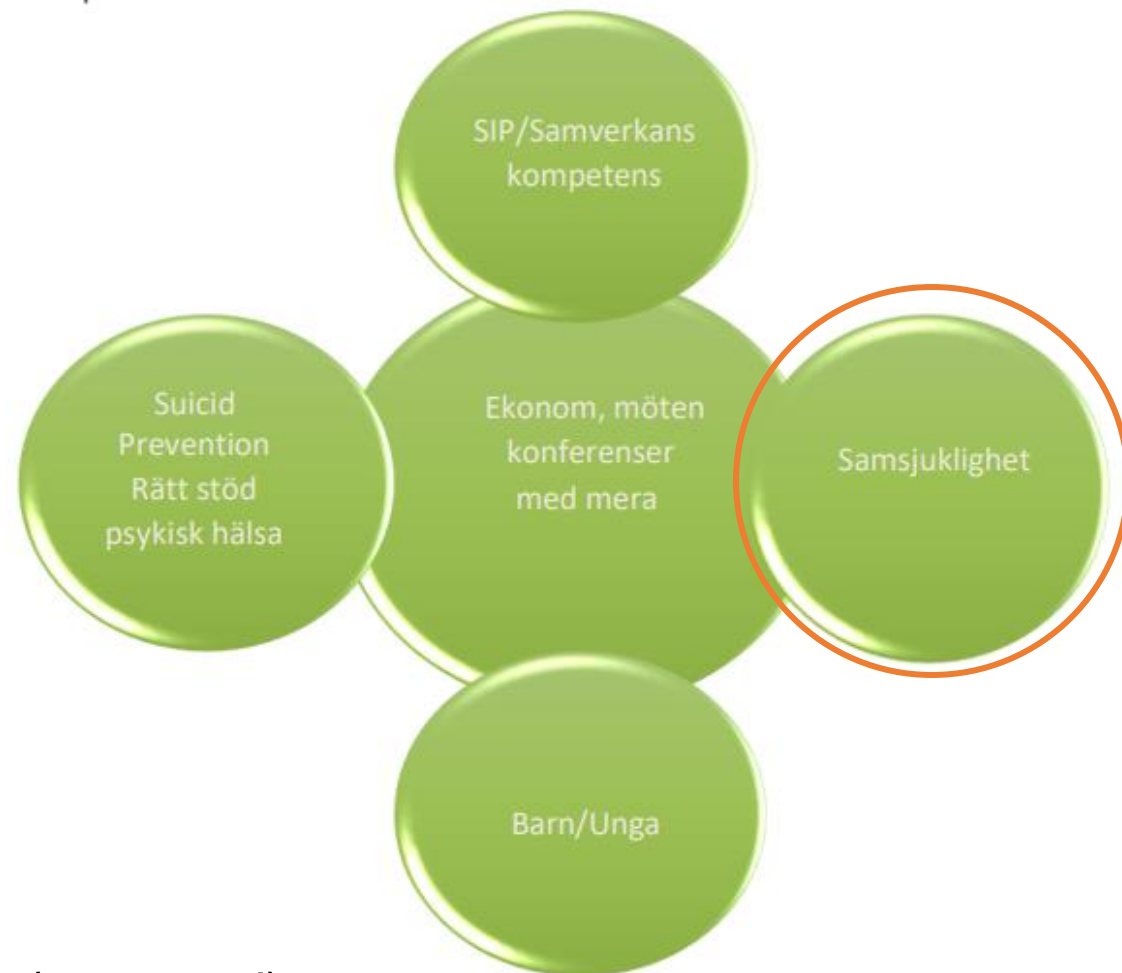 SIP/Samverkans
kompetens
Suicid
Prevention
Rätt stöd
psykisk hälsa
Ekonom, möten
konferenser
med mera
Samsjuklighet
Barn/Unga